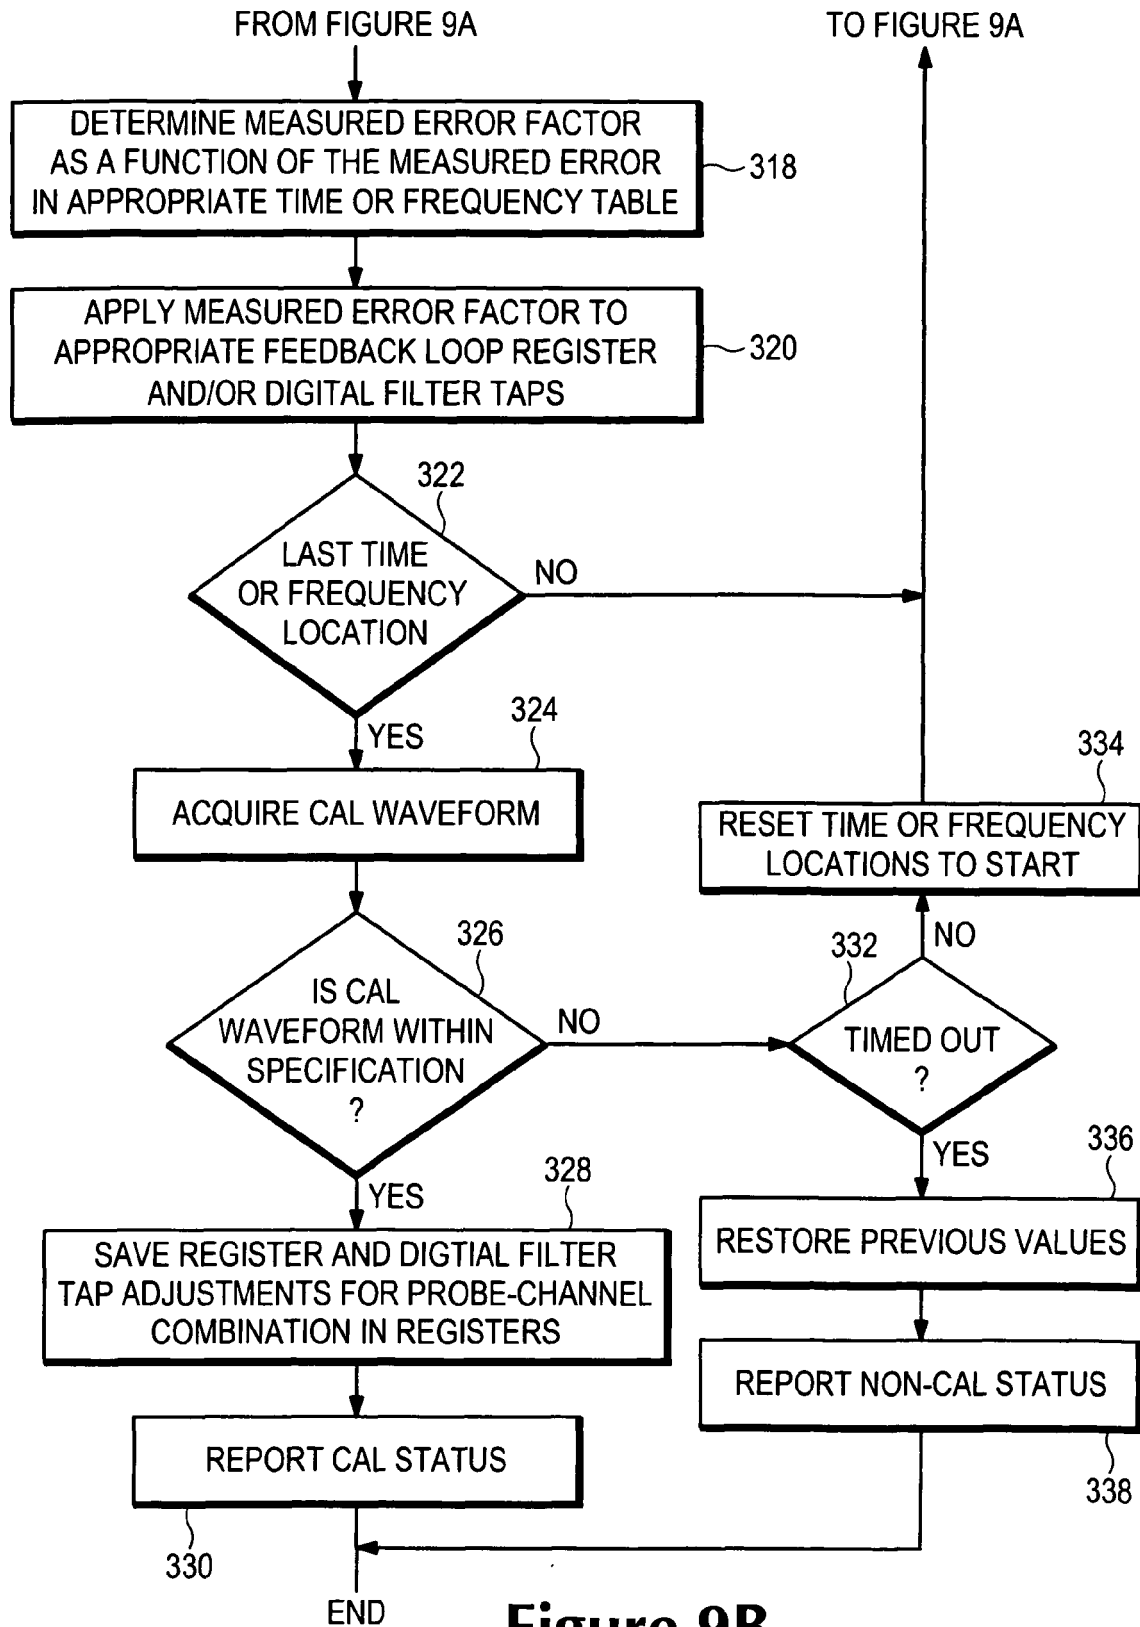 FROM FIGURE 9A
TO FIGURE 9A
DETERMINE MEASURED ERROR FACTOR
AS A FUNCTION OF THE MEASURED ERROR
IN APPROPRIATE TIME OR FREQUENCY TABLE
318
APPLY MEASURED ERROR FACTOR TO
APPROPRIATE FEEDBACK LOOP REGISTER
AND/OR DIGITAL FILTER TAPS
320
322
LAST TIME
OR FREQUENCY
LOCATION
NO
YES
324
ACQUIRE CAL WAVEFORM
334
RESET TIME OR FREQUENCY
LOCATIONS TO START
326
IS CAL
WAVEFORM WITHIN
SPECIFICATION
?
NO
332
NO
TIMED OUT
?
YES
YES
328
SAVE REGISTER AND DIGTIAL FILTER
TAP ADJUSTMENTS FOR PROBE-CHANNEL
COMBINATION IN REGISTERS
336
RESTORE PREVIOUS VALUES
REPORT NON-CAL STATUS
338
REPORT CAL STATUS
330
END
Figure 9B